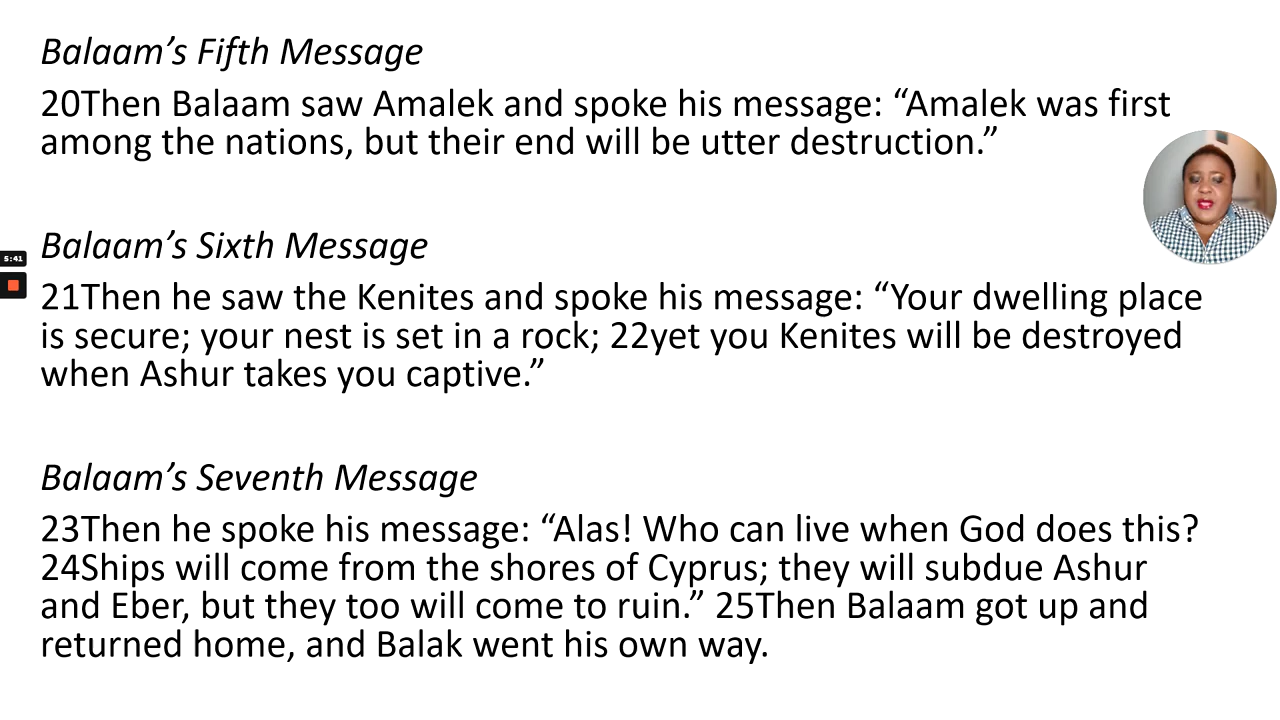 Balaam’s Fifth Message
20Then Balaam saw Amalek and spoke his message: “Amalek was first
among the nations, but their end will be utter destruction.”
Balaam’s Sixth Message
5:41
21Then he saw the Kenites and spoke his message: “Your dwelling place
is secure; your nest is set in a rock; 22yet you Kenites will be destroyed
when Ashur takes you captive.”
Balaam’s Seventh Message
23Then he spoke his message: “Alas! Who can live when God does this?
24Ships will come from the shores of Cyprus; they will subdue Ashur
and Eber, but they too will come to ruin.” 25Then Balaam got up and
returned home, and Balak went his own way.